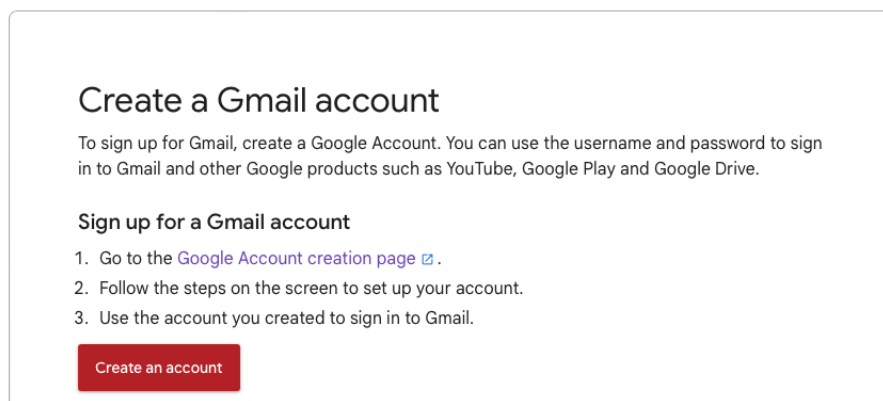 Create a Gmail account
To sign up for Gmail, create a Google Account. You can use the username and password to sign
in to Gmail and other Google products such as YouTube, Google Play and Google Drive.
Sign up for a Gmail account
1. Go to the Google Account creation page .
2. Follow the steps on the screen to set up your account.
3. Use the account you created to sign in to Gmail.
Create an account